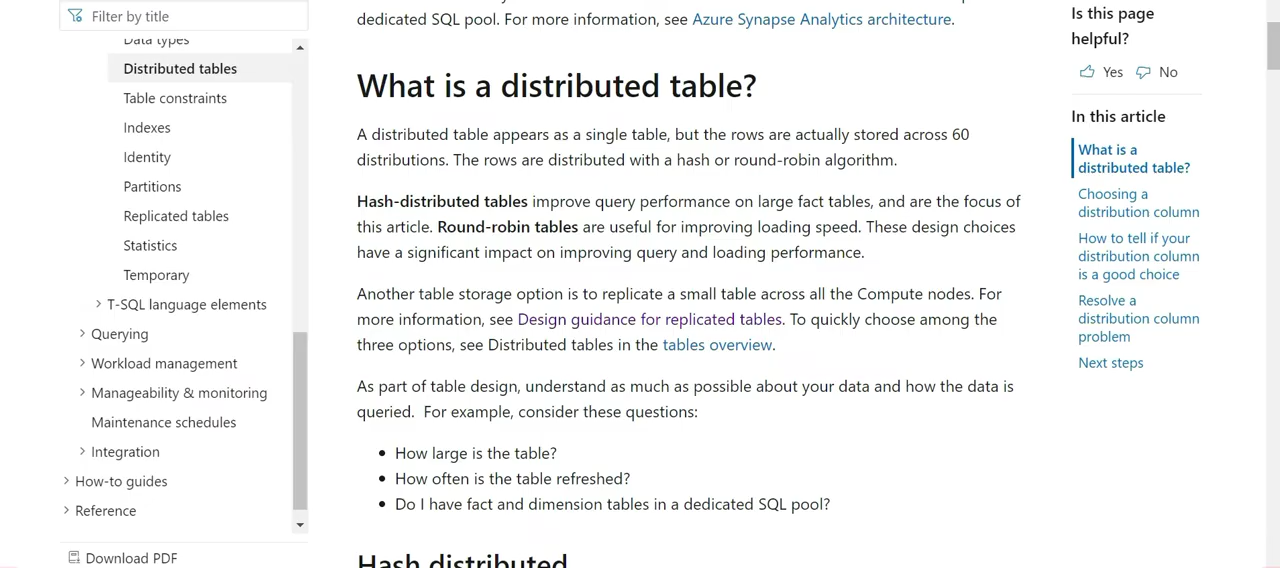 Filter by title
Data types
Distributed tables
Table constraints
Indexes
Identity
Partitions
Replicated tables
Statistics
Temporary
T-SQL language elements
Querying
Workload management
Manageability & monitoring
Maintenance schedules
Integration
How-to guides
Reference
Download PDF
dedicated SQL pool. For more information, see Azure Synapse Analytics architecture.
What is a distributed table?
A distributed table appears as a single table, but the rows are actually stored across 60
distributions. The rows are distributed with a hash or round-robin algorithm.
Hash-distributed tables improve query performance on large fact tables, and are the focus of
this article. Round-robin tables are useful for improving loading speed. These design choices
have a significant impact on improving query and loading performance.
Another table storage option is to replicate a small table across all the Compute nodes. For
more information, see Design guidance for replicated tables. To quickly choose among the
three options, see Distributed tables in the tables overview.
As part of table design, understand as much as possible about your data and how the data is
queried. For example, consider these questions:
• How large is the table?
• How often is the table refreshed?
• Do I have fact and dimension tables in a dedicated SQL pool?
Hash distributed
Is this page
helpful?
Yes No
In this article
What is a
distributed table?
Choosing a
distribution column
How to tell if your
distribution column
is a good choice
Resolve a
distribution column
problem
Next steps